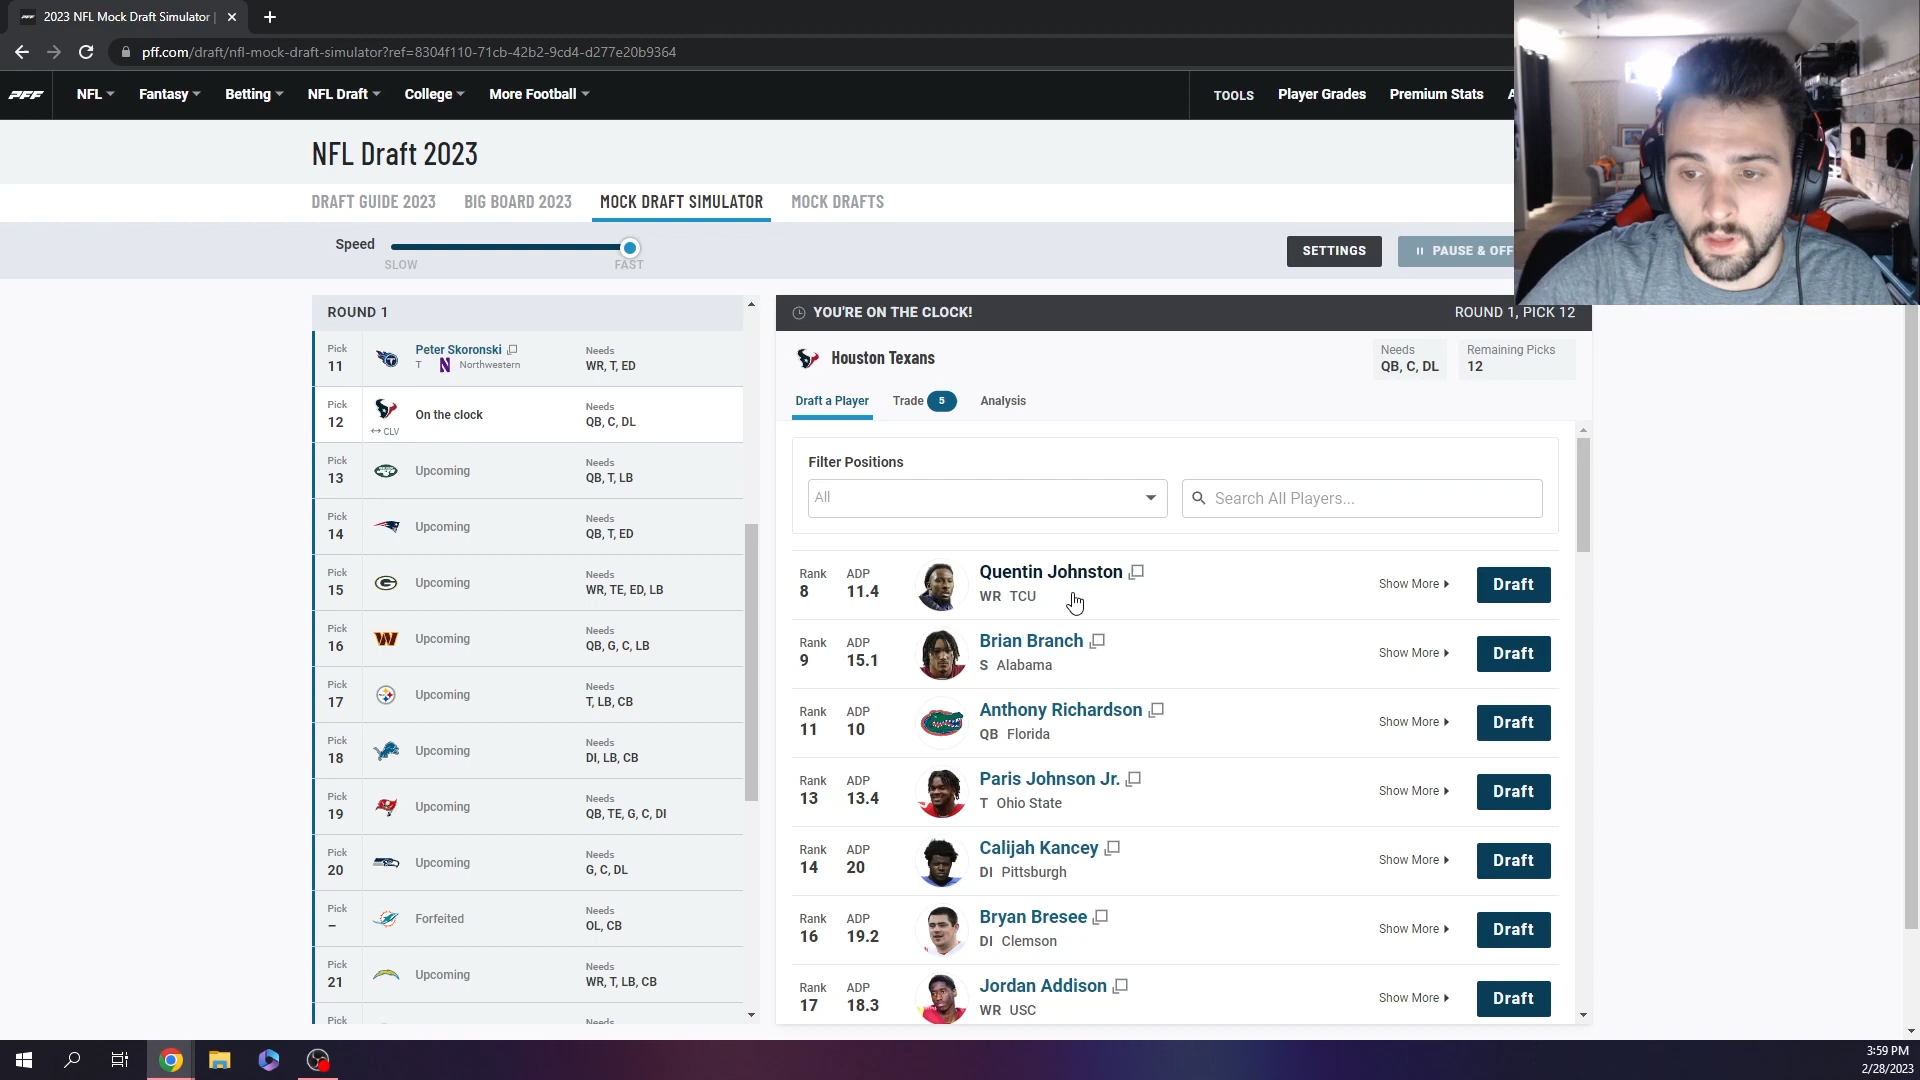 2023 NFL Mock Draft Simulator |
pff.com/draft/nfl-mock-draft-simulator?ref=8304f110-71cb-42b2-9cd4-d277e20b9364
PFF NFL Fantasy Betting NFL Draft College More Football TOOLS Player Grades Premium Stats A
NFL Draft 2023
DRAFT GUIDE 2023 BIG BOARD 2023 MOCK DRAFT SIMULATOR MOCK DRAFTS
Speed
SLOW FAST
SETTINGS PAUSE & OFF
ROUND 1
Pick 11
Peter Skoronski
T N Northwestern
Needs
WR, T, ED
Pick 12
CLV
On the clock
Needs
QB, C, DL
Pick 13
Upcoming
Needs
QB, T, LB
Pick 14
Upcoming
Needs
QB, T, ED
Pick 15
Upcoming
Needs
WR, TE, ED, LB
Pick 16
Upcoming
Needs
QB, G, C, LB
Pick 17
Upcoming
Needs
T, LB, CB
Pick 18
Upcoming
Needs
DI, LB, CB
Pick 19
Upcoming
Needs
QB, TE, G, C, DI
Pick 20
Upcoming
Needs
G, C, DL
Pick –
Forfeited
Needs
OL, CB
Pick 21
Upcoming
Needs
WR, T, LB, CB
Pick
Needs
YOU'RE ON THE CLOCK! ROUND 1, PICK 12
Houston Texans
Needs
QB, C, DL
Remaining Picks
12
Draft a Player Trade 5 Analysis
Filter Positions
All
Search All Players...
Rank 8 ADP 11.4
Quentin Johnston
WR TCU
Show More Draft
Rank 9 ADP 15.1
Brian Branch
S Alabama
Show More Draft
Rank 11 ADP 10
Anthony Richardson
QB Florida
Show More Draft
Rank 13 ADP 13.4
Paris Johnson Jr.
T Ohio State
Show More Draft
Rank 14 ADP 20
Calijah Kancey
DI Pittsburgh
Show More Draft
Rank 16 ADP 19.2
Bryan Bresee
DI Clemson
Show More Draft
Rank 17 ADP 18.3
Jordan Addison
WR USC
Show More Draft
3:59 PM
2/28/2023